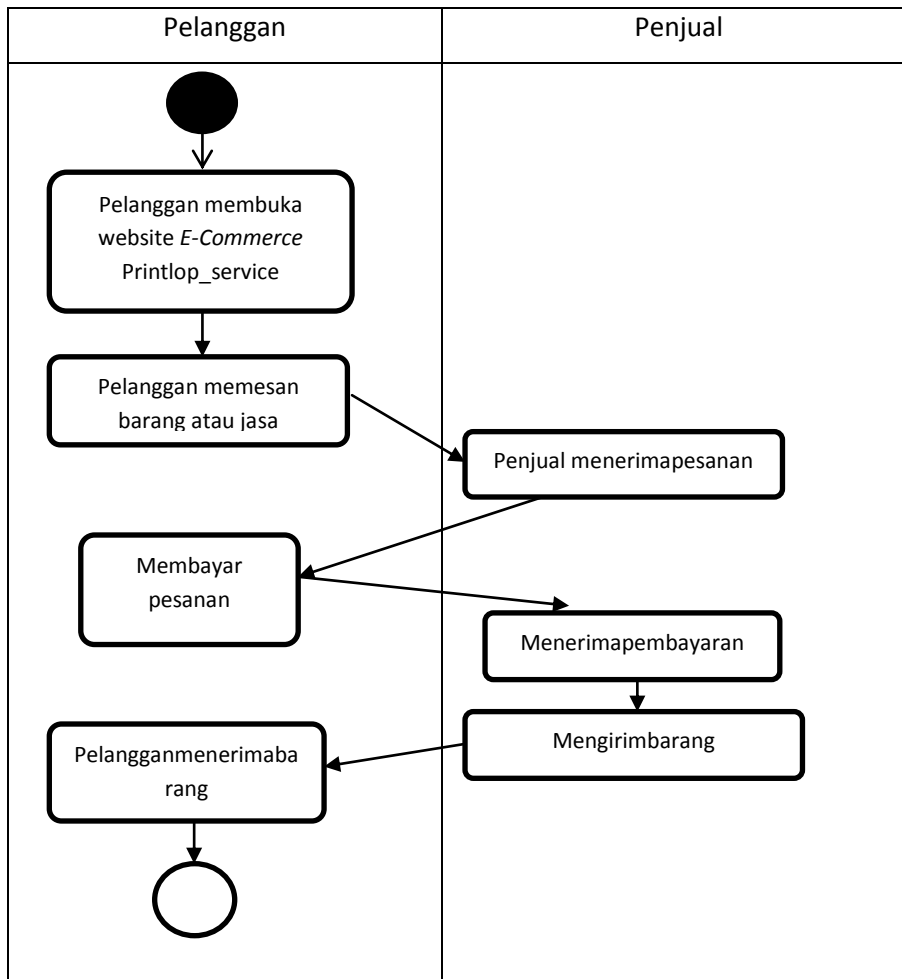 Pelanggan
Penjual
Pelanggan membuka
website E-Commerce
Printlop_service
Pelanggan memesan
barang atau jasa
Penjual menerimapesanan
Membayar
pesanan
Menerimapembayaran
Mengirimbarang
Pelangganmenerimaba
rang